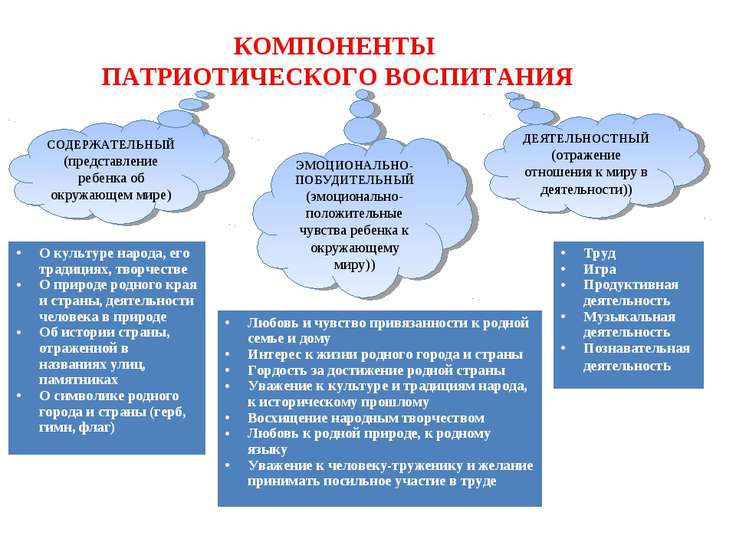 КОМПОНЕНТЫ
ПАТРИОТИЧЕСКОГО ВОСПИТАНИЯ
СОДЕРЖАТЕЛЬНЫЙ
(представление
ребенка об
окружающем мире)
ЭМОЦИОНАЛЬНО-
ПОБУДИТЕЛЬНЫЙ
(эмоционально-
положительные
чувства ребенка к
окружающему
миру))
ДЕЯТЕЛЬНОСТНЫЙ
(отражение
отношения к миру в
деятельности))
• О культуре народа, его
традициях, творчестве
• О природе родного края
и страны, деятельности
человека в природе
• Об истории страны,
отраженной в
названиях улиц,
памятниках
• О символике родного
города и страны (герб,
гимн, флаг)
• Любовь и чувство привязанности к родной
семье и дому
• Интерес к жизни родного города и страны
• Гордость за достижение родной страны
• Уважение к культуре и традициям народа,
к историческому прошлому
• Восхищение народным творчеством
• Любовь к родной природе, к родному
языку
• Уважение к человеку-труженику и желание
принимать посильное участие в труде
• Труд
• Игра
• Продуктивная
деятельность
• Музыкальная
деятельность
• Познавательная
деятельность